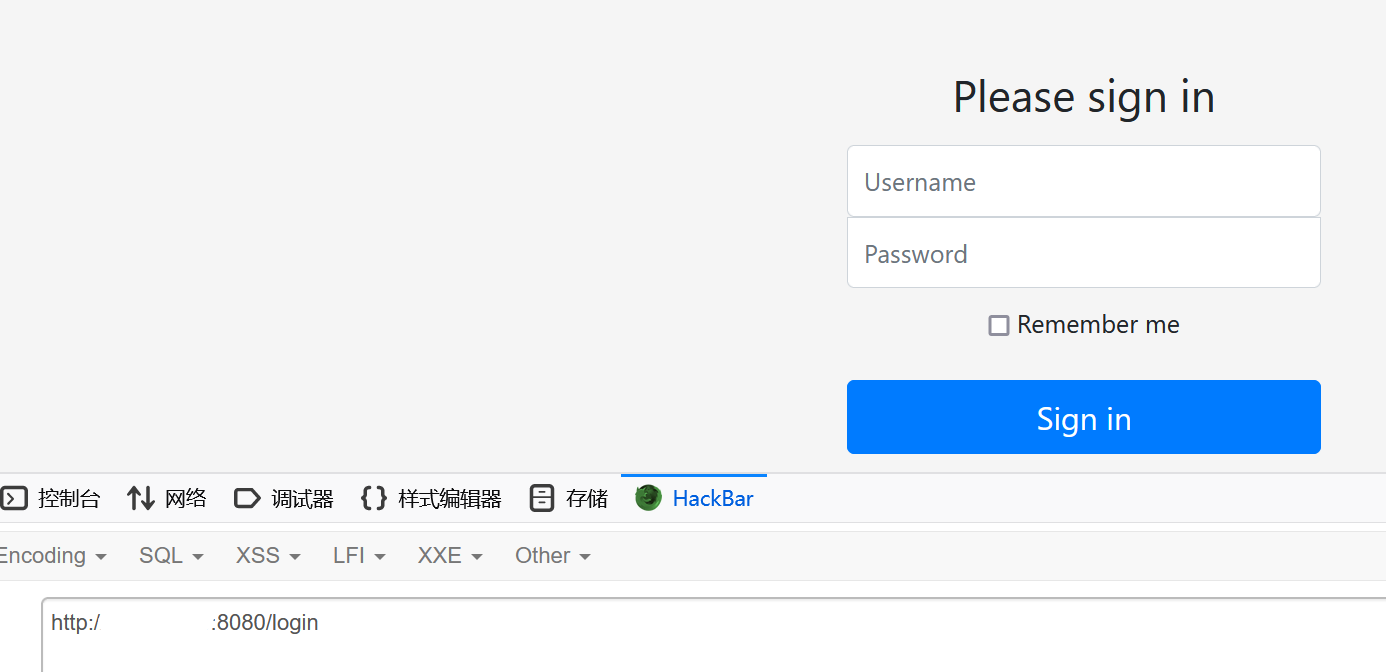 Please sign in
Username
Password
Remember me
Sign in
控制台 网络 调试器 样式编辑器 存储 HackBar
Encoding SQL XSS LFI XXE Other
http:/ :8080/login